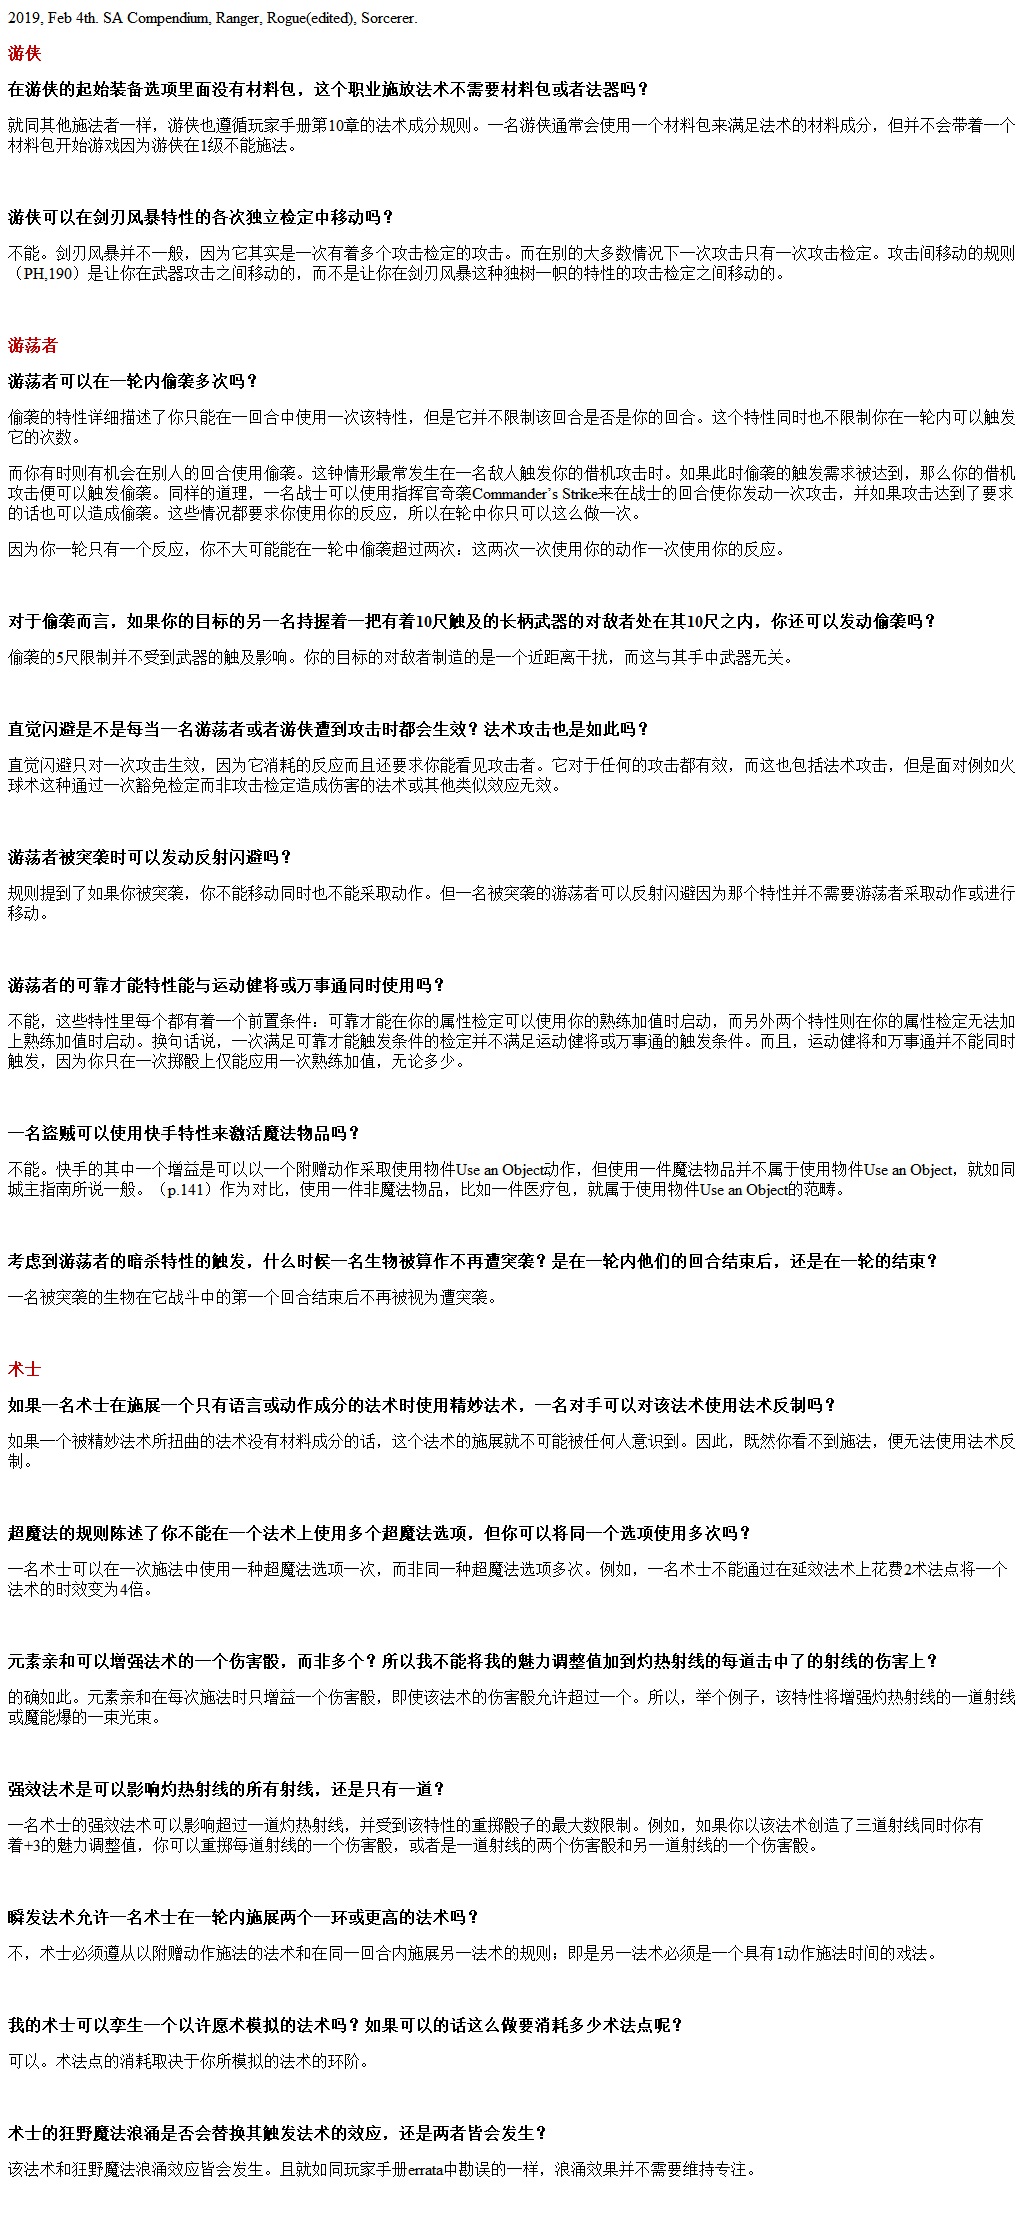 2019, Feb 4th. SA Compendium, Ranger, Rogue(edited), Sorcerer.
游侠
在游侠的起始装备选项里面没有材料包，这个职业施放法术不需要材料包或者法器吗？
就同其他施法者一样，游侠也遵循玩家手册第10章的法术成分规则。一名游侠通常会使用一个材料包来满足法术的材料成分，但并不会带着一个
材料包开始游戏因为游侠在1级不能施法。
游侠可以在剑刃风暴特性的各次独立检定中移动吗？
不能。剑刃风暴并不一般，因为它其实是一次有着多个攻击检定的攻击。而在别的大多数情况下一次攻击只有一次攻击检定。攻击间移动的规则
（PH,190）是让你在武器攻击之间移动的，而不是让你在剑刃风暴这种独树一帜的特性的攻击检定之间移动的。
游荡者
游荡者可以在一轮内偷袭多次吗？
偷袭的特性详细描述了你只能在一回合中使用一次该特性，但是它并不限制该回合是否是你的回合。这个特性同时也不限制你在一轮内可以触发
它的次数。
而你有时则有机会在别人的回合使用偷袭。这钟情形最常发生在一名敌人触发你的借机攻击时。如果此时偷袭的触发需求被达到，那么你的借机
攻击便可以触发偷袭。同样的道理，一名战士可以使用指挥官奇袭Commander’s Strike来在战士的回合使你发动一次攻击，并如果攻击达到了要求
的话也可以造成偷袭。这些情况都要求你使用你的反应，所以在轮中你只可以这么做一次。
因为你一轮只有一个反应，你不大可能能在一轮中偷袭超过两次：这两次一次使用你的动作一次使用你的反应。
对于偷袭而言，如果你的目标的另一名持握着一把有着10尺触及的长柄武器的对敌者处在其10尺之内，你还可以发动偷袭吗？
偷袭的5尺限制并不受到武器的触及影响。你的目标的对敌者制造的是一个近距离干扰，而这与其手中武器无关。
直觉闪避是不是每当一名游荡者或者游侠遭到攻击时都会生效？法术攻击也是如此吗？
直觉闪避只对一次攻击生效，因为它消耗的反应而且还要求你能看见攻击者。它对于任何的攻击都有效，而这也包括法术攻击，但是面对例如火
球术这种通过一次豁免检定而非攻击检定造成伤害的法术或其他类似效应无效。
游荡者被突袭时可以发动反射闪避吗？
规则提到了如果你被突袭，你不能移动同时也不能采取动作。但一名被突袭的游荡者可以反射闪避因为那个特性并不需要游荡者采取动作或进行
移动。
游荡者的可靠才能特性能与运动健将或万事通同时使用吗？
不能，这些特性里每个都有着一个前置条件：可靠才能在你的属性检定可以使用你的熟练加值时启动，而另外两个特性则在你的属性检定无法加
上熟练加值时启动。换句话说，一次满足可靠才能触发条件的检定并不满足运动健将或万事通的触发条件。而且，运动健将和万事通并不能同时
触发，因为你只在一次掷骰上仅能应用一次熟练加值，无论多少。
一名盗贼可以使用快手特性来激活魔法物品吗？
不能。快手的其中一个增益是可以以一个附赠动作采取使用物件Use an Object动作，但使用一件魔法物品并不属于使用物件Use an Object，就如同
城主指南所说一般。（p.141）作为对比，使用一件非魔法物品，比如一件医疗包，就属于使用物件Use an Object的范畴。
考虑到游荡者的暗杀特性的触发，什么时候一名生物被算作不再遭突袭？是在一轮内他们的回合结束后，还是在一轮的结束？
一名被突袭的生物在它战斗中的第一个回合结束后不再被视为遭突袭。
术士
如果一名术士在施展一个只有语言或动作成分的法术时使用精妙法术，一名对手可以对该法术使用法术反制吗？
如果一个被精妙法术所扭曲的法术没有材料成分的话，这个法术的施展就不可能被任何人意识到。因此，既然你看不到施法，便无法使用法术反
制。
超魔法的规则陈述了你不能在一个法术上使用多个超魔法选项，但你可以将同一个选项使用多次吗？
一名术士可以在一次施法中使用一种超魔法选项一次，而非同一种超魔法选项多次。例如，一名术士不能通过在延效法术上花费2术法点将一个
法术的时效变为4倍。
元素亲和可以增强法术的一个伤害骰，而非多个？所以我不能将我的魅力调整值加到灼热射线的每道击中了的射线的伤害上？
的确如此。元素亲和在每次施法时只增益一个伤害骰，即使该法术的伤害骰允许超过一个。所以，举个例子，该特性将增强灼热射线的一道射线
或魔能爆的一束光束。
强效法术是可以影响灼热射线的所有射线，还是只有一道？
一名术士的强效法术可以影响超过一道灼热射线，并受到该特性的重掷骰子的最大数限制。例如，如果你以该法术创造了三道射线同时你有
着+3的魅力调整值，你可以重掷每道射线的一个伤害骰，或者是一道射线的两个伤害骰和另一道射线的一个伤害骰。
瞬发法术允许一名术士在一轮内施展两个一环或更高的法术吗？
不，术士必须遵从以附赠动作施法的法术和在同一回合内施展另一法术的规则；即是另一法术必须是一个具有1动作施法时间的戏法。
我的术士可以孪生一个以许愿术模拟的法术吗？如果可以的话这么做要消耗多少术法点呢？
可以。术法点的消耗取决于你所模拟的法术的环阶。
术士的狂野魔法浪涌是否会替换其触发法术的效应，还是两者皆会发生？
该法术和狂野魔法浪涌效应皆会发生。且就如同玩家手册errata中勘误的一样，浪涌效果并不需要维持专注。